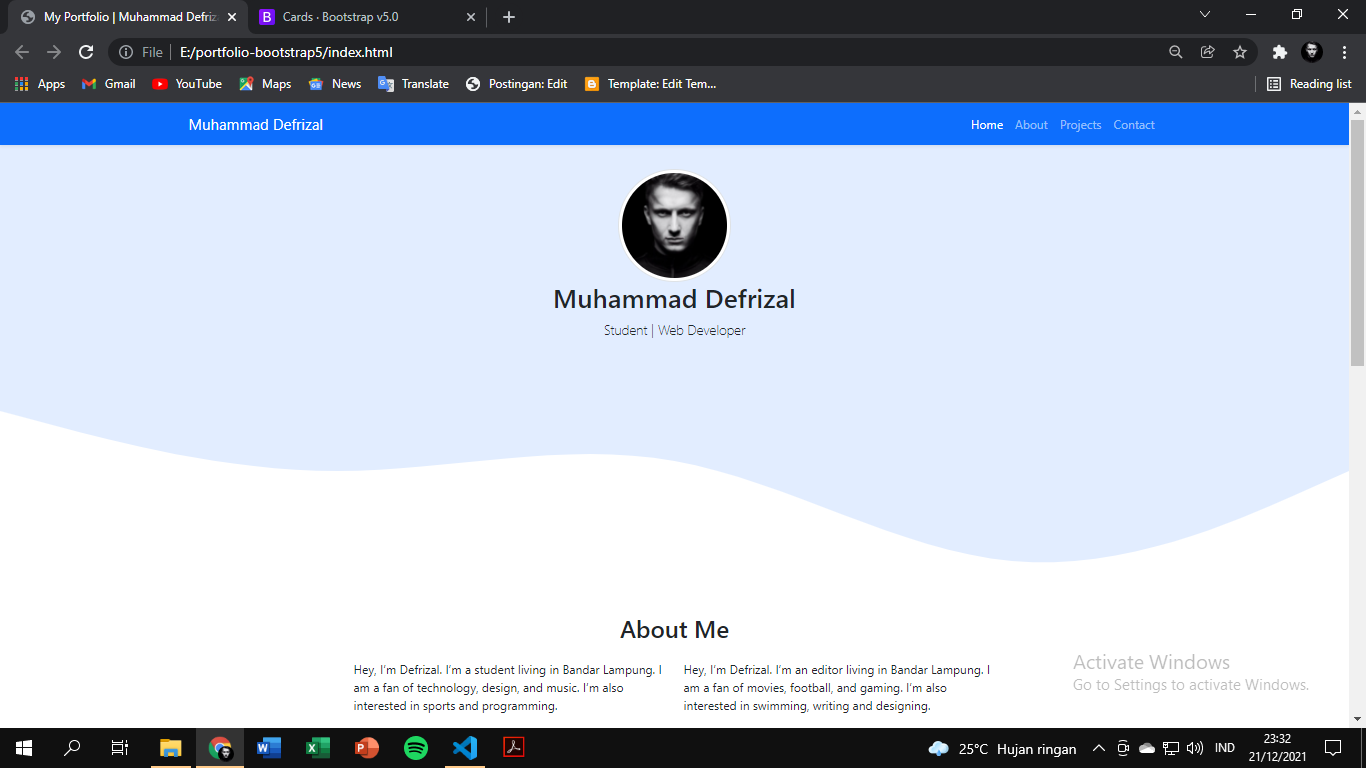 My Portfolio | Muhammad Defriz
Cards · Bootstrap v5.0
File
E:/portfolio-bootstrap5/index.html
Apps
Gmail
YouTube
Maps
News
Translate
Postingan: Edit
Template: Edit Tem...
Reading list
Muhammad Defrizal
Home
About
Projects
Contact
Muhammad Defrizal
Student | Web Developer
About Me
Hey, I'm Defrizal. I'm a student living in Bandar Lampung. I
am a fan of technology, design, and music. I'm also
interested in sports and programming.
Hey, I'm Defrizal. I'm an editor living in Bandar Lampung. I
am a fan of movies, football, and gaming. I'm also
interested in swimming, writing and designing.
Activate Windows
Go to Settings to activate Windows.
25°C Hujan ringan
IND
23:32
21/12/2021